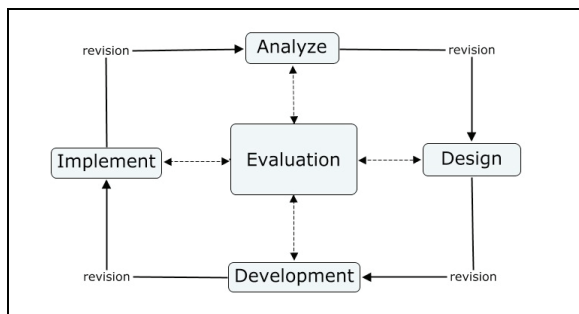 Analyze
revision
revision
Implement
Evaluation
Design
Development
revision
revision